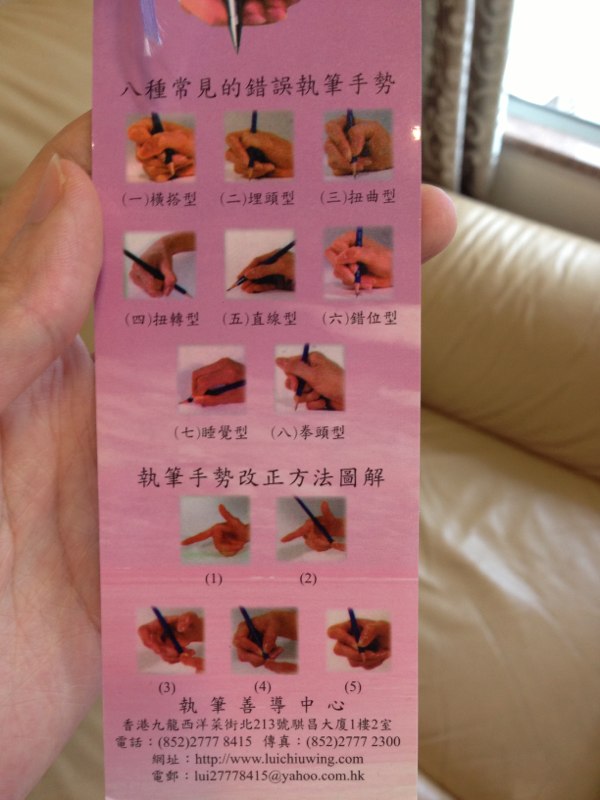 八種常見的錯誤執筆手勢
(一)橫搭型 (二)埋頭型 (三)扭曲型
(四)扭轉型 (五)直線型 (六)錯位型
(七)睡覺型 (八)拳頭型
執筆手勢改正方法圖解
(1) (2)
(3) (4) (5)
執筆善導中心
香港九龍西洋菜街北213號騏昌大廈1樓2室
電話：(852)2777 8415 傳真：(852)2777 2300
網址：http://www.luichiuwing.com
電郵：lui27778415@yahoo.com.hk